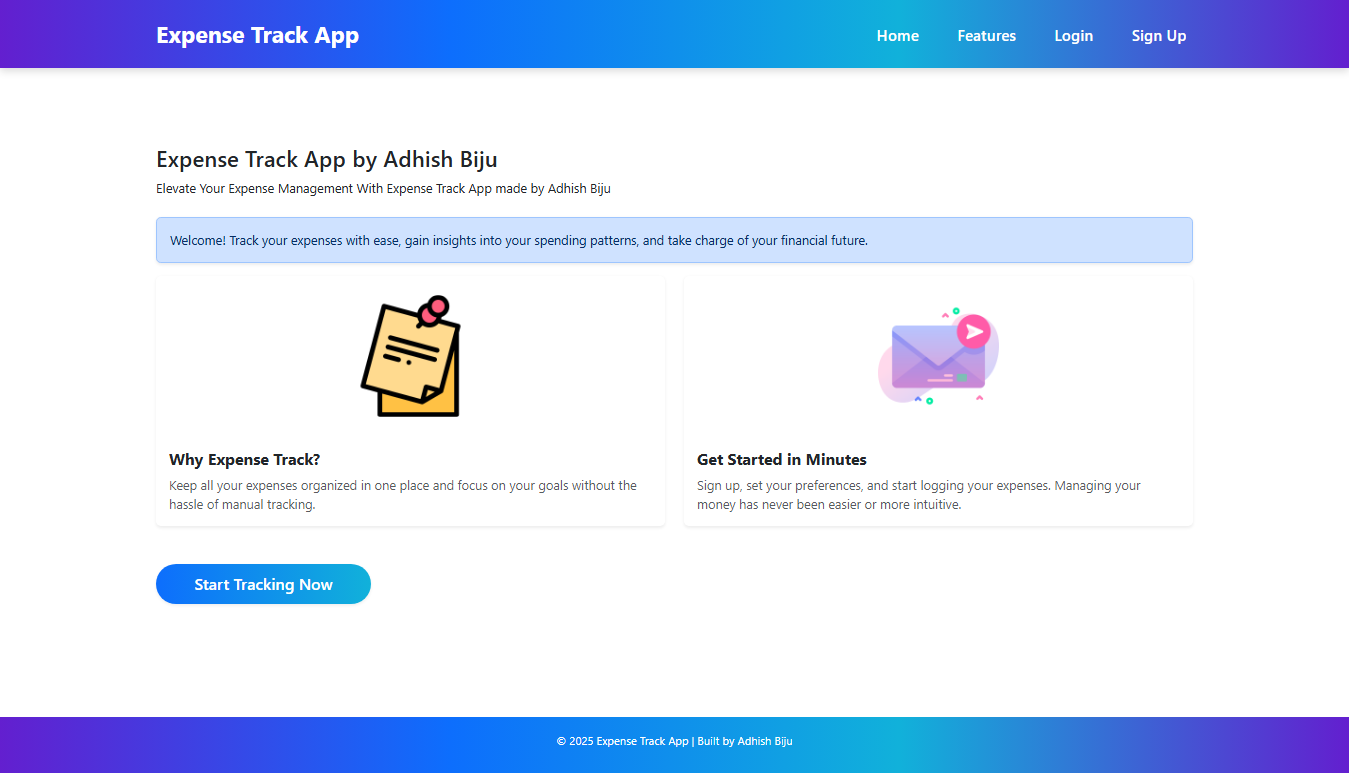 Expense Track App
Home
Features
Login
Sign Up
Expense Track App by Adhish Biju
Elevate Your Expense Management With Expense Track App made by Adhish Biju
Welcome! Track your expenses with ease, gain insights into your spending patterns, and take charge of your financial future.
Why Expense Track?
Keep all your expenses organized in one place and focus on your goals without the
hassle of manual tracking.
Get Started in Minutes
Sign up, set your preferences, and start logging your expenses. Managing your
money has never been easier or more intuitive.
Start Tracking Now
© 2025 Expense Track App | Built by Adhish Biju